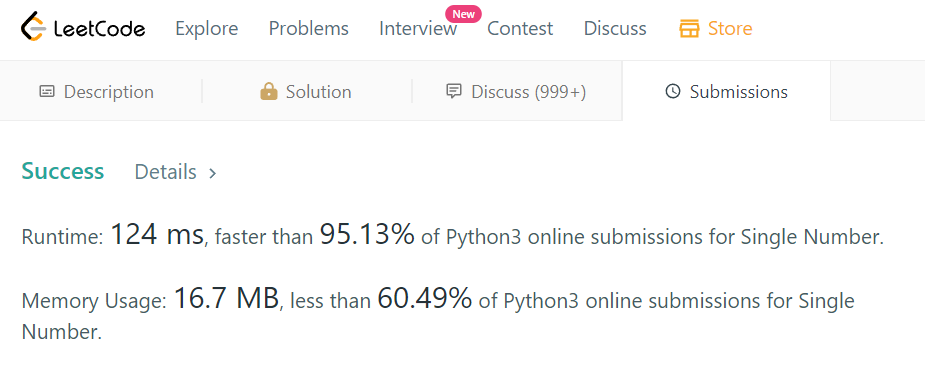 New
LeetCode Explore Problems Interview Contest Discuss Store
Description Solution Discuss (999+) Submissions
Success Details >
Runtime: 124 ms, faster than 95.13% of Python3 online submissions for Single Number.
Memory Usage: 16.7 MB, less than 60.49% of Python3 online submissions for Single
Number.